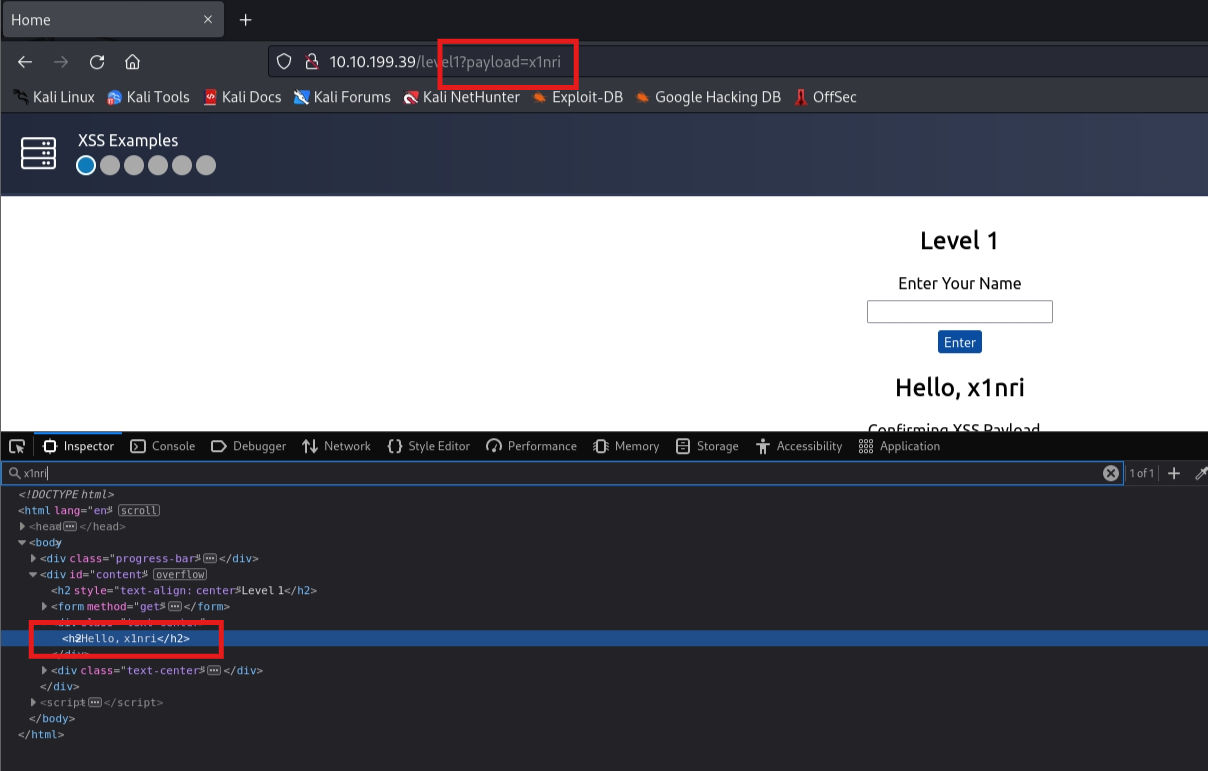 Home
10.10.199.39/level1?payload=x1nri
Kali Linux Kali Tools Kali Docs Kali Forums Kali NetHunter Exploit-DB Google Hacking DB OffSec
XSS Examples
Level 1
Enter Your Name
Enter
Hello, x1nri
Confirming XSS Payload
Inspector Console Debugger Network Style Editor Performance Memory Storage Accessibility Application
x1nri 1 of 1
<!DOCTYPE html>
<html lang="en" scroll
<head ••• </head>
<body
<div class="progress-bar" ••• </div>
<div id="content" overflow
<h2 style="text-align: center" Level 1</h2>
<form method="get" ••• </form>
<div class="text-center"
<h2>Hello, x1nri</h2>
</div>
<div class="text-center" ••• </div>
</div>
<script ••• </script>
</body>
</html>